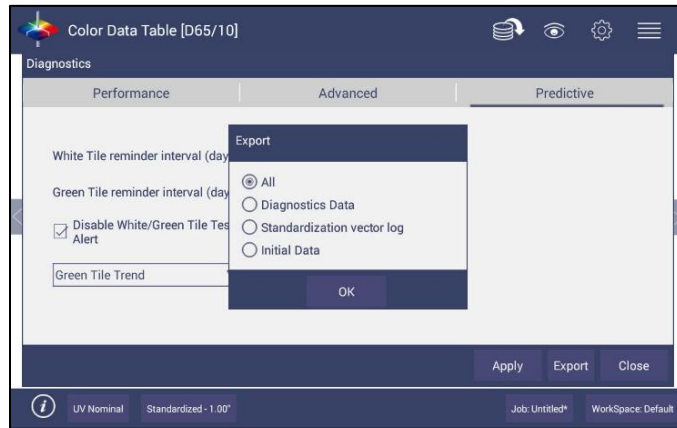 Color Data Table [D65/10]
Diagnostics
Performance
Advanced
Predictive
White Tile reminder interval (day
Green Tile reminder interval (day
Disable White/Green Tile Tes
Alert
Green Tile Trend
Export
All
Diagnostics Data
Standardization vector log
Initial Data
OK
Apply
Export
Close
i
UV Nominal
Standardized - 1.00"
Job: Untitled*
WorkSpace: Default